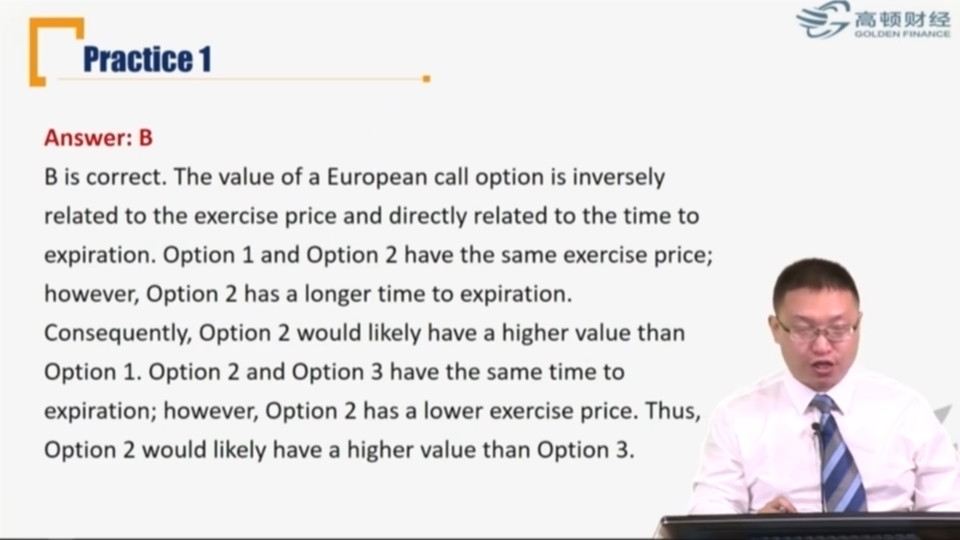 高顿财经
GOLDEN FINANCE
Practice 1
Answer: B
B is correct. The value of a European call option is inversely
related to the exercise price and directly related to the time to
expiration. Option 1 and Option 2 have the same exercise price;
however, Option 2 has a longer time to expiration.
Consequently, Option 2 would likely have a higher value than
Option 1. Option 2 and Option 3 have the same time to
expiration; however, Option 2 has a lower exercise price. Thus,
Option 2 would likely have a higher value than Option 3.